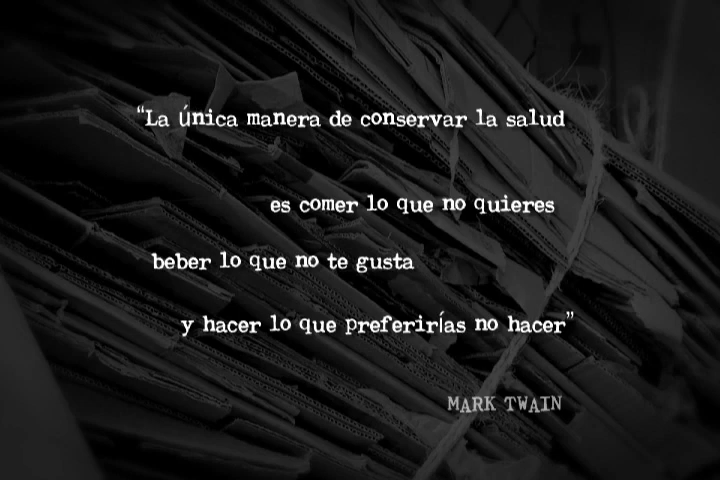 “La única manera de conservar la salud
es comer lo que no quieres
beber lo que no te gusta
y hacer lo que preferirías no hacer”
MARK TWAIN